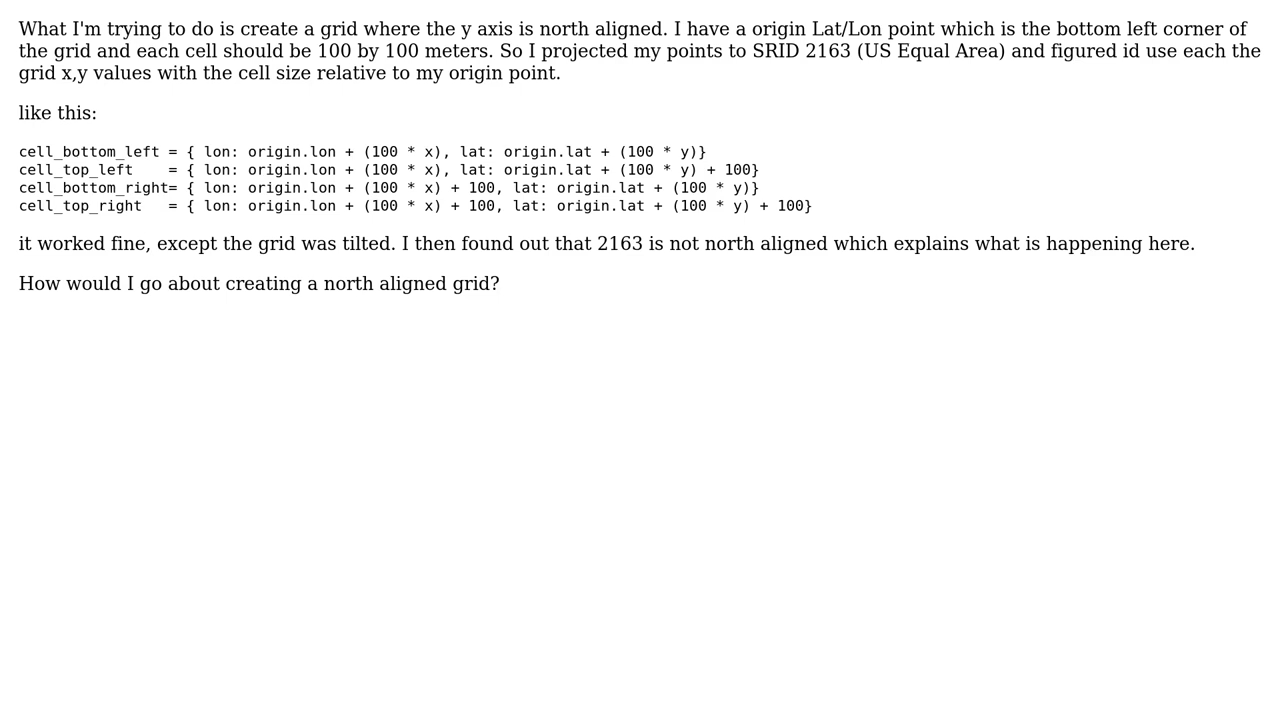 What I'm trying to do is create a grid where the y axis is north aligned. I have a origin Lat/Lon point which is the bottom left corner of
the grid and each cell should be 100 by 100 meters. So I projected my points to SRID 2163 (US Equal Area) and figured id use each the
grid x,y values with the cell size relative to my origin point.
like this:
cell_bottom_left = { lon: origin.lon + (100 * x), lat: origin.lat + (100 * y)}
cell_top_left    = { lon: origin.lon + (100 * x), lat: origin.lat + (100 * y) + 100}
cell_bottom_right= { lon: origin.lon + (100 * x) + 100, lat: origin.lat + (100 * y)}
cell_top_right   = { lon: origin.lon + (100 * x) + 100, lat: origin.lat + (100 * y) + 100}
it worked fine, except the grid was tilted. I then found out that 2163 is not north aligned which explains what is happening here.
How would I go about creating a north aligned grid?